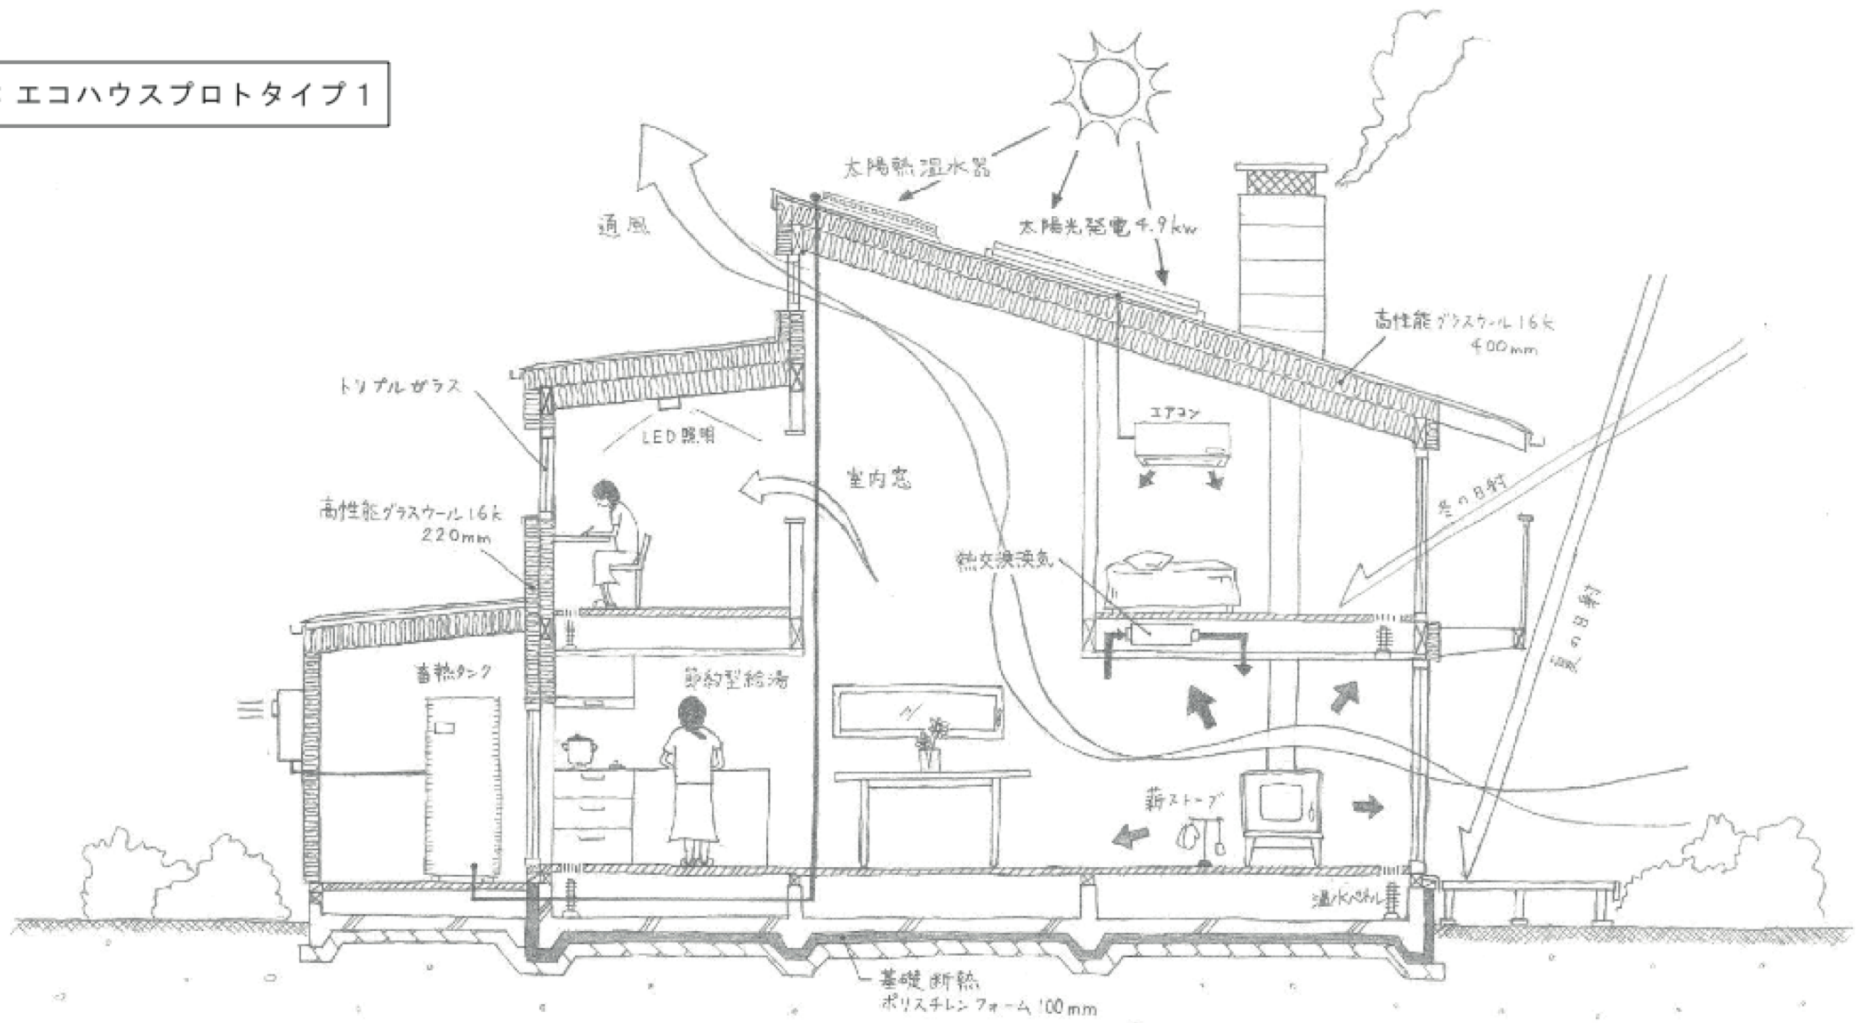 ：エコハウスプロトタイプ1
太陽熱温水器
通風
太陽光発電4.9kw
高性能グラスウール16k
400mm
トリプルガラス
エアコン
LED照明
室内窓
冬の日射
高性能グラスウール16k
220mm
熱交換換気
夏の日射
蓄熱タンク
節約型給湯
薪ストーブ
温水パネル
基礎断熱
ポリスチレンフォーム100mm